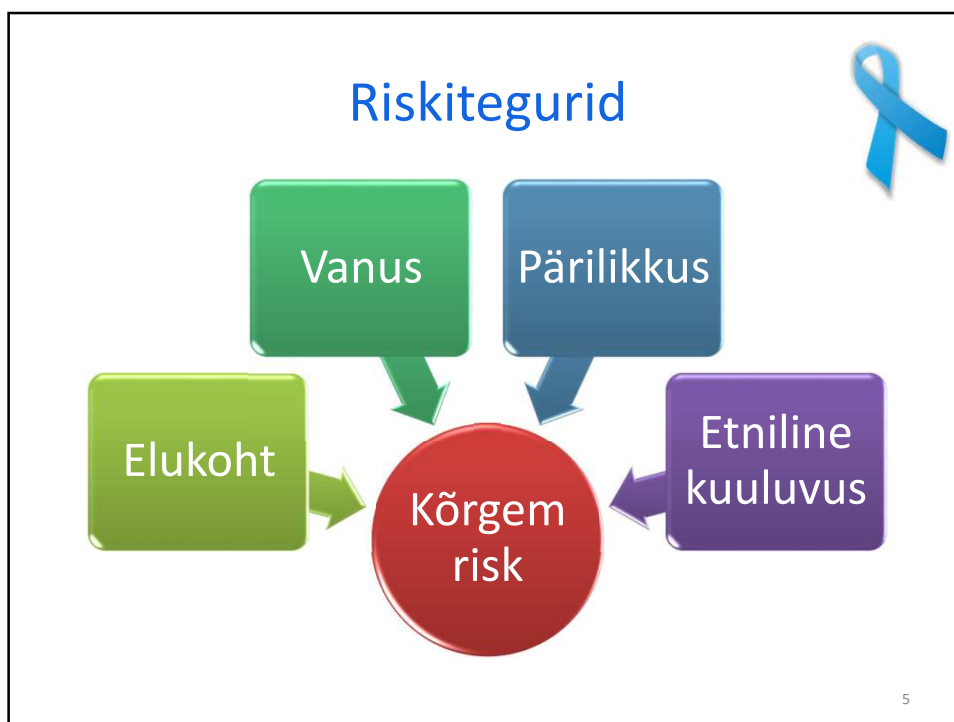 Riskitegurid
Vanus
Pärilikkus
Elukoht
Etniline
kuuluvus
Kõrgem
risk
5